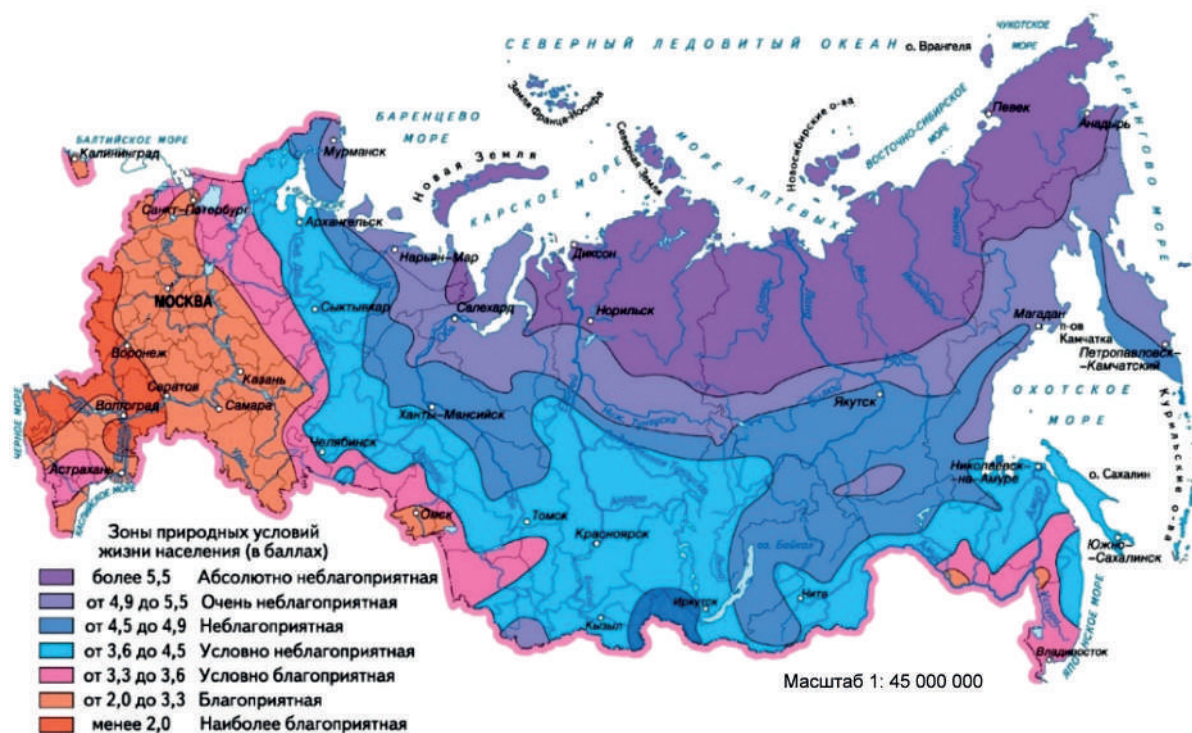 СЕВЕРНЫЙ ЛЕДОВИТЫЙ ОКЕАН
о. Врангеля
ЧУКОТСКОЕ
МОРЕ
БЕРИНГОВО МОРЕ
Земля Франца-Иосифа
БАРЕНЦЕВО
МОРЕ
Северная
Земля
МОРЕ ЛАПТЕВЫХ
Новосибирские о-ва
ВОСТОЧНО-СИБИРСКОЕ
МОРЕ
Певек
Анадырь
БАЛТИЙСКОЕ МОРЕ
Калининград
Мурманск
Новая Земля
КАРСКОЕ МОРЕ
Санкт-Петербург
Архангельск
Нарьян-Мар
Диксон
Колыма
МОСКВА
Сыктывкар
Салехард
Норильск
Лена
Магадан
п-ов
Камчатка
Петропавловск-
-Камчатский
Воронеж
Казань
Саратов
Самара
Волгоград
ЧЕРНОЕ МОРЕ
Ханты-Мансийск
Якутск
ОХОТСКОЕ
МОРЕ
Курильские о-ва
Челябинск
Астрахань
КАСПИЙСКОЕ МОРЕ
Николаевск-
-на-Амуре
о. Сахалин
Омск
Томск
Красноярск
оз. Байкал
Южно-
-Сахалинск
Иркутск
Чита
Кызыл
Владивосток
ЯПОНСКОЕ МОРЕ
Зоны природных условий
жизни населения (в баллах)
более 5,5 Абсолютно неблагоприятная
от 4,9 до 5,5 Очень неблагоприятная
от 4,5 до 4,9 Неблагоприятная
от 3,6 до 4,5 Условно неблагоприятная
от 3,3 до 3,6 Условно благоприятная
от 2,0 до 3,3 Благоприятная
менее 2,0 Наиболее благоприятная
Масштаб 1: 45 000 000